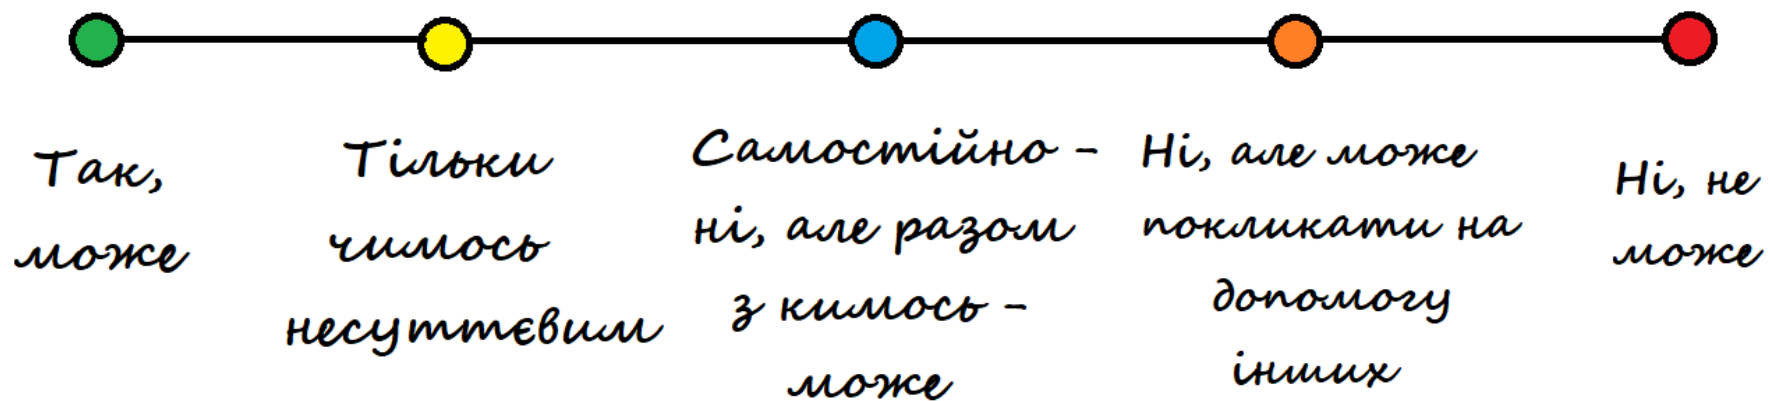 Так,
може
Тільки
чимось
несуттєвим
Самостійно -
ні, але разом
з кимось -
може
Ні, але може
покликати на
допомогу
інших
Ні, не
може